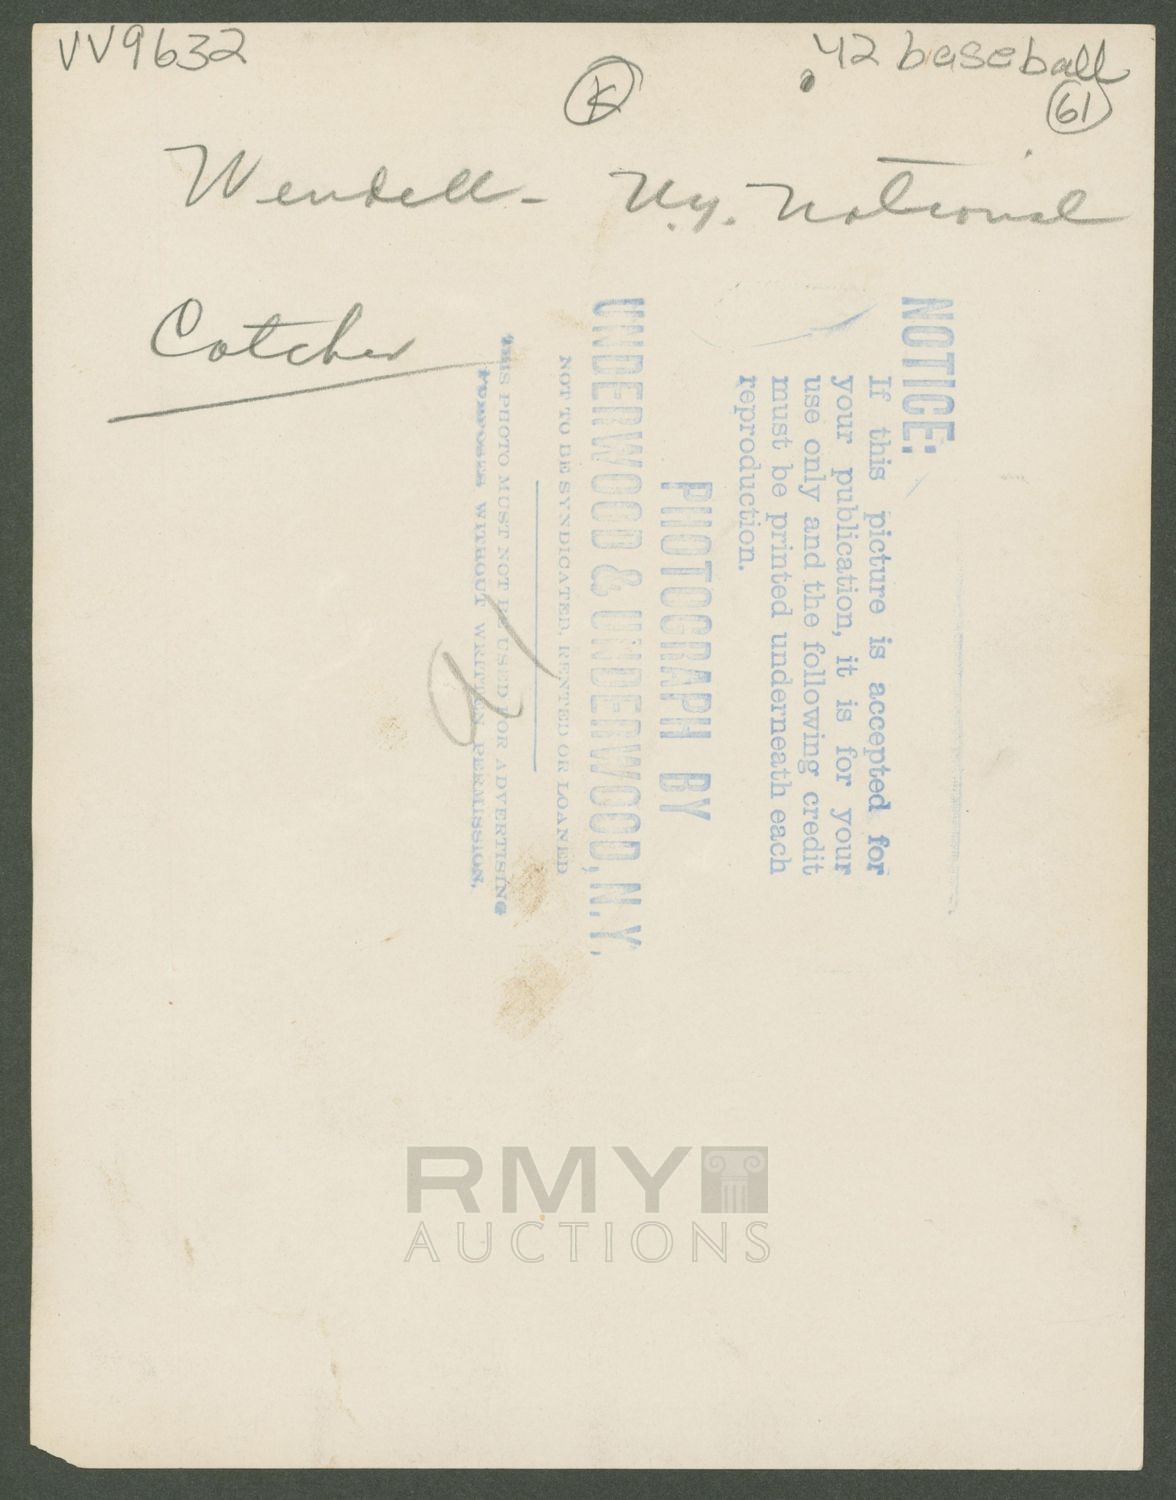 VV9632
42 baseball
K
61
Wendell - N.y. National
Catcher
NOTICE:
If this picture is accepted for
your publication, it is for your
use only and the following credit
must be printed underneath each
reproduction.
PHOTOGRAPH BY
UNDERWOOD & UNDERWOOD, N.Y.
NOT TO BE SYNDICATED, RENTED OR LOANED
THIS PHOTO MUST NOT BE USED FOR ADVERTISING
PURPOSES WITHOUT WRITTEN PERMISSION.
RMY
AUCTIONS